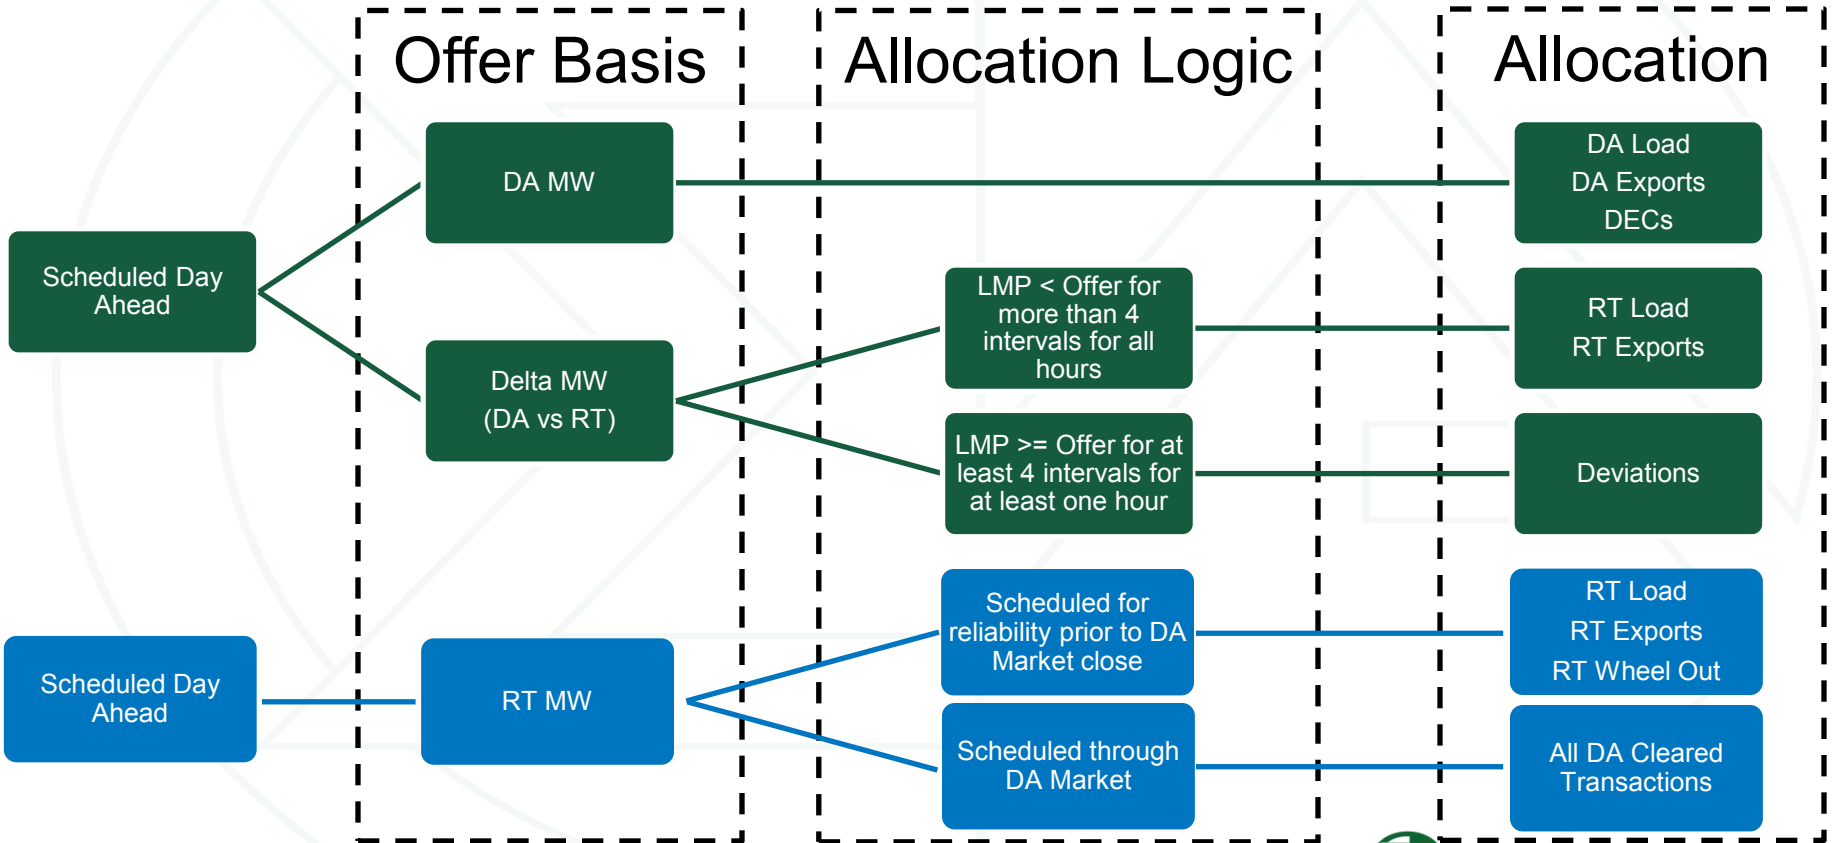 Offer Basis
Allocation Logic
Allocation
Scheduled Day
Ahead
DA MW
DA Load
DA Exports
DECs
Delta MW
(DA vs RT)
LMP < Offer for
more than 4
intervals for all
hours
RT Load
RT Exports
LMP >= Offer for at
least 4 intervals for
at least one hour
Deviations
Scheduled Day
Ahead
RT MW
Scheduled for
reliability prior to DA
Market close
RT Load
RT Exports
RT Wheel Out
Scheduled through
DA Market
All DA Cleared
Transactions